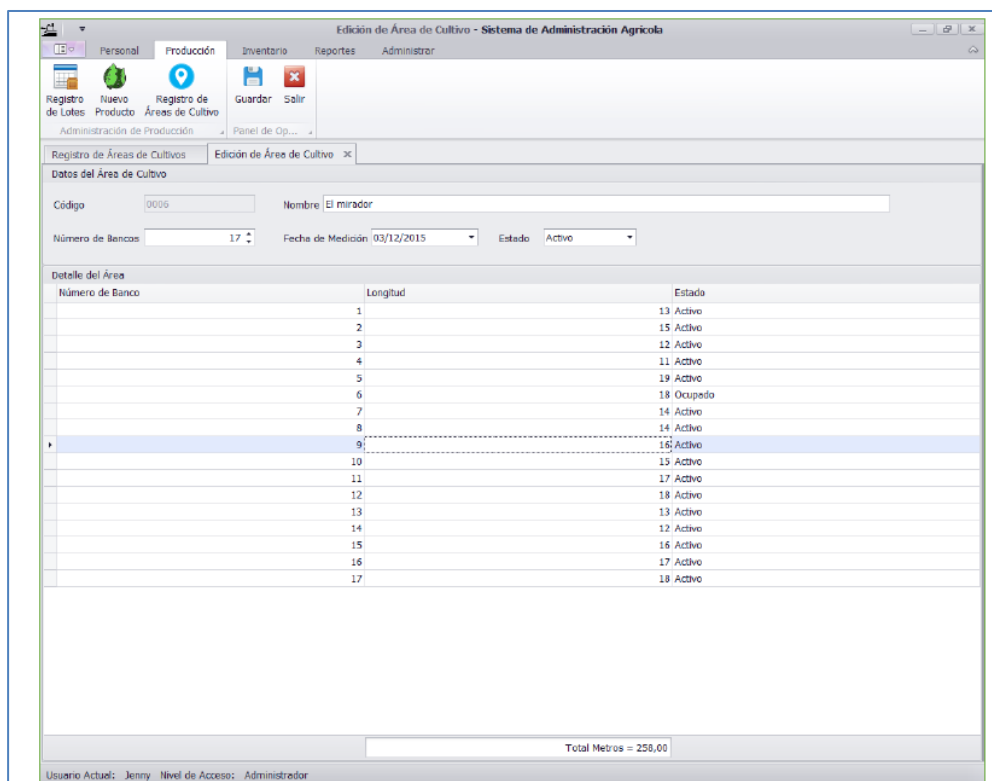 Edición de Área de Cultivo - Sistema de Administración Agrícola
Personal Producción Inventario Reportes Administrar
Registro de Lotes Nuevo Producto Registro de Áreas de Cultivo Guardar Salir
Administración de Producción Panel de Op...
Registro de Áreas de Cultivos Edición de Área de Cultivo
Datos del Área de Cultivo
Código 0006 Nombre El mirador
Número de Bancos 17 Fecha de Medición 03/12/2015 Estado Activo
Detalle del Área
Número de Banco Longitud Estado
1 13 Activo
2 15 Activo
3 12 Activo
4 11 Activo
5 19 Activo
6 18 Ocupado
7 14 Activo
8 14 Activo
9 16 Activo
10 15 Activo
11 17 Activo
12 18 Activo
13 13 Activo
14 12 Activo
15 16 Activo
16 17 Activo
17 18 Activo
Total Metros = 258,00
Usuario Actual: Jenny Nivel de Acceso: Administrador